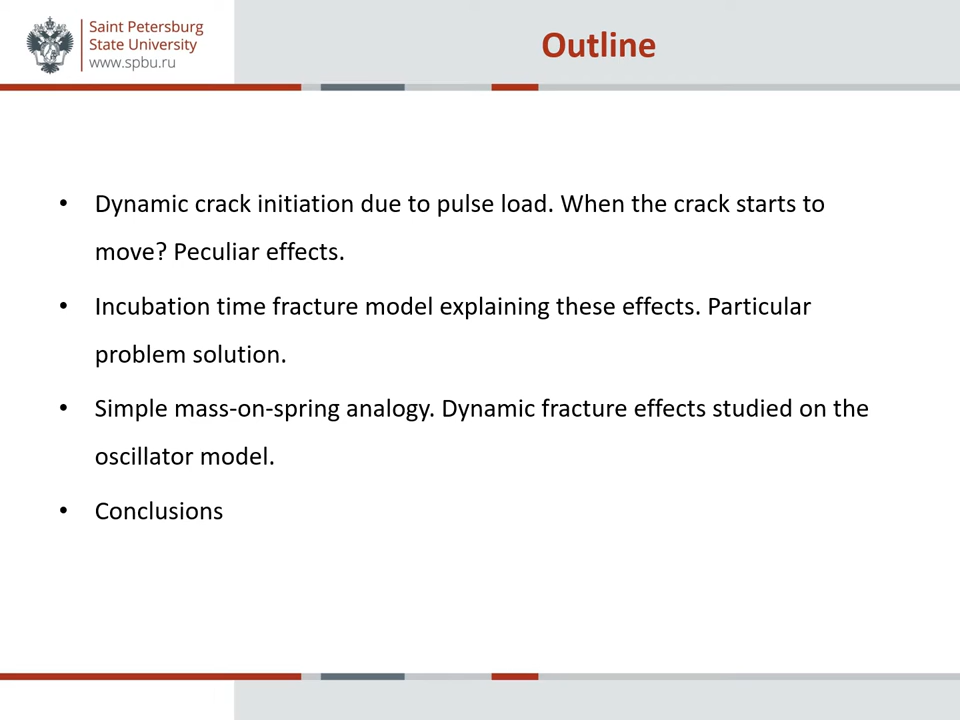 Saint Petersburg
State University
www.spbu.ru
Outline
• Dynamic crack initiation due to pulse load. When the crack starts to
move? Peculiar effects.
• Incubation time fracture model explaining these effects. Particular
problem solution.
• Simple mass-on-spring analogy. Dynamic fracture effects studied on the
oscillator model.
• Conclusions